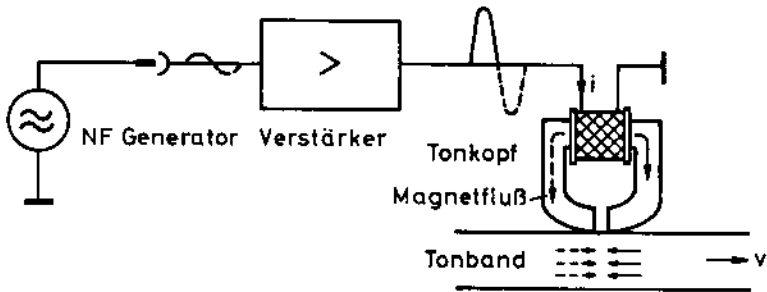 NF Generator
Verstärker
>
i
Tonkopf
Magnetfluß
Tonband
v